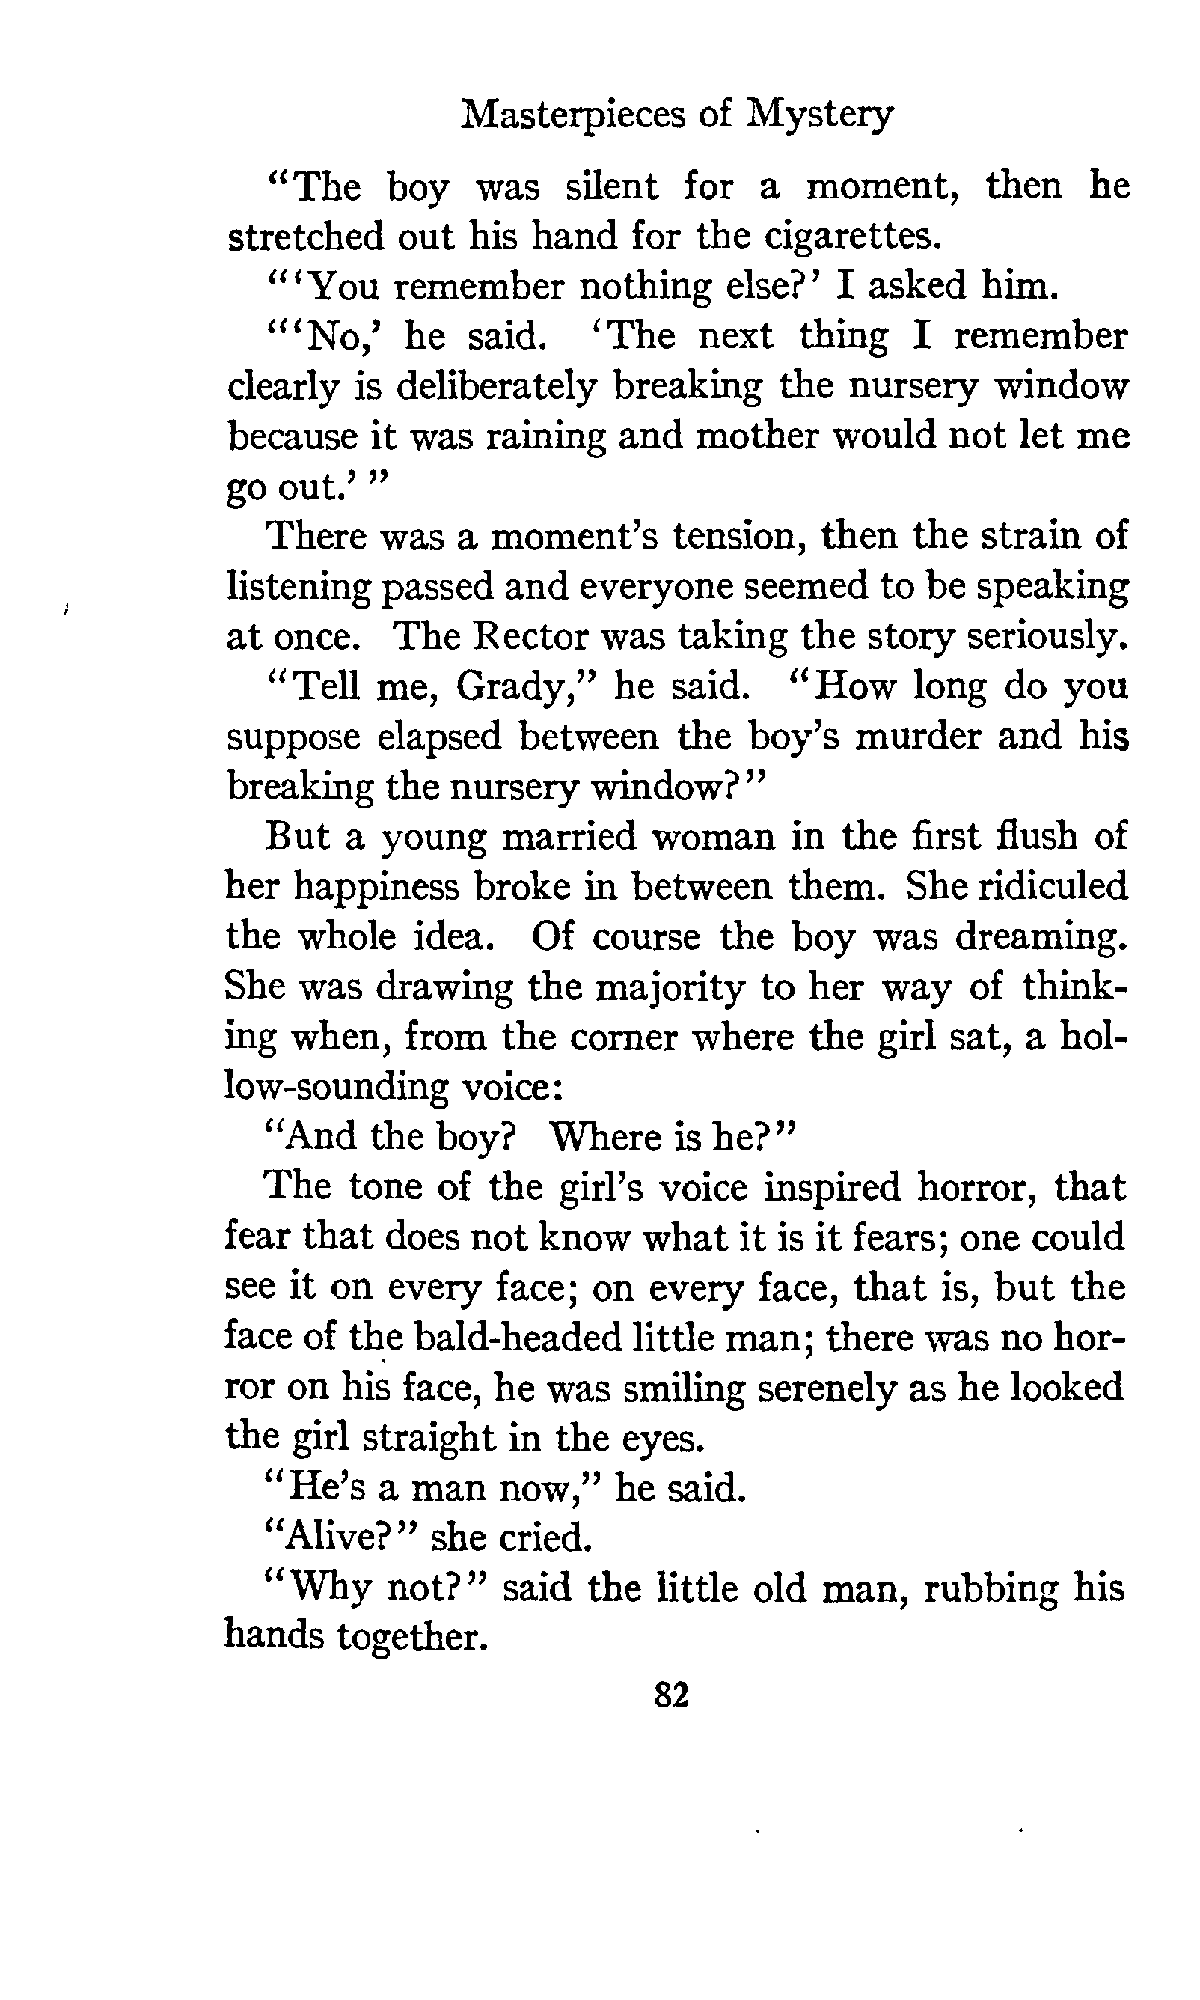 Masterpieces of Mystery
"The boy was silent for a moment, then he
stretched out his hand for the cigarettes.
"'You remember nothing else?' I asked him.
"'No,' he said. 'The next thing I remember
clearly is deliberately breaking the nursery window
because it was raining and mother would not let me
go out.' "
There was a moment's tension, then the strain of
listening passed and everyone seemed to be speaking
at once. The Rector was taking the story seriously.
"Tell me, Grady," he said. "How long do you
suppose elapsed between the boy's murder and his
breaking the nursery window?"
But a young married woman in the first flush of
her happiness broke in between them. She ridiculed
the whole idea. Of course the boy was dreaming.
She was drawing the majority to her way of think-
ing when, from the corner where the girl sat, a hol-
low-sounding voice:
"And the boy? Where is he?"
The tone of the girl's voice inspired horror, that
fear that does not know what it is it fears; one could
see it on every face; on every face, that is, but the
face of the bald-headed little man; there was no hor-
ror on his face, he was smiling serenely as he looked
the girl straight in the eyes.
"He's a man now," he said.
"Alive?" she cried.
"Why not?" said the little old man, rubbing his
hands together.
82